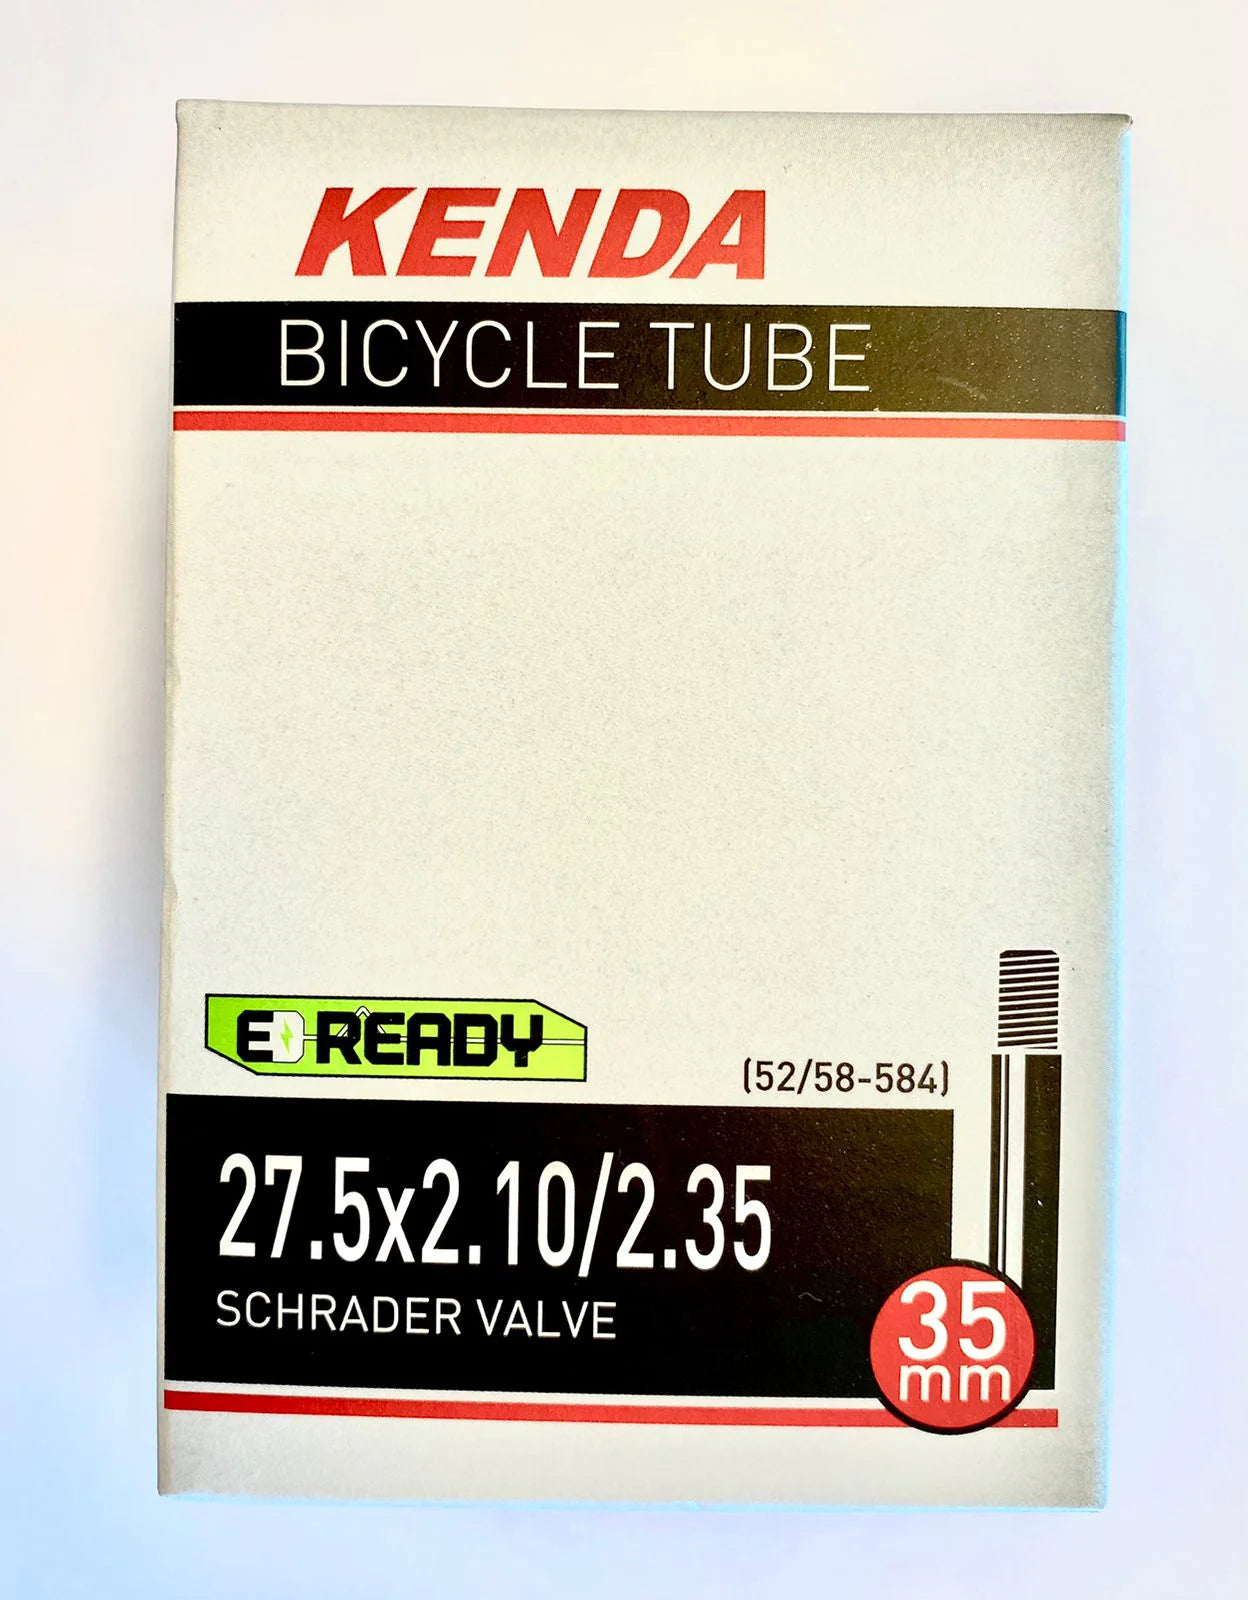 KENDA
BICYCLE TUBE
E READY
(52/58-584)
27.5x2.10/2.35
SCHRADER VALVE
35
mm